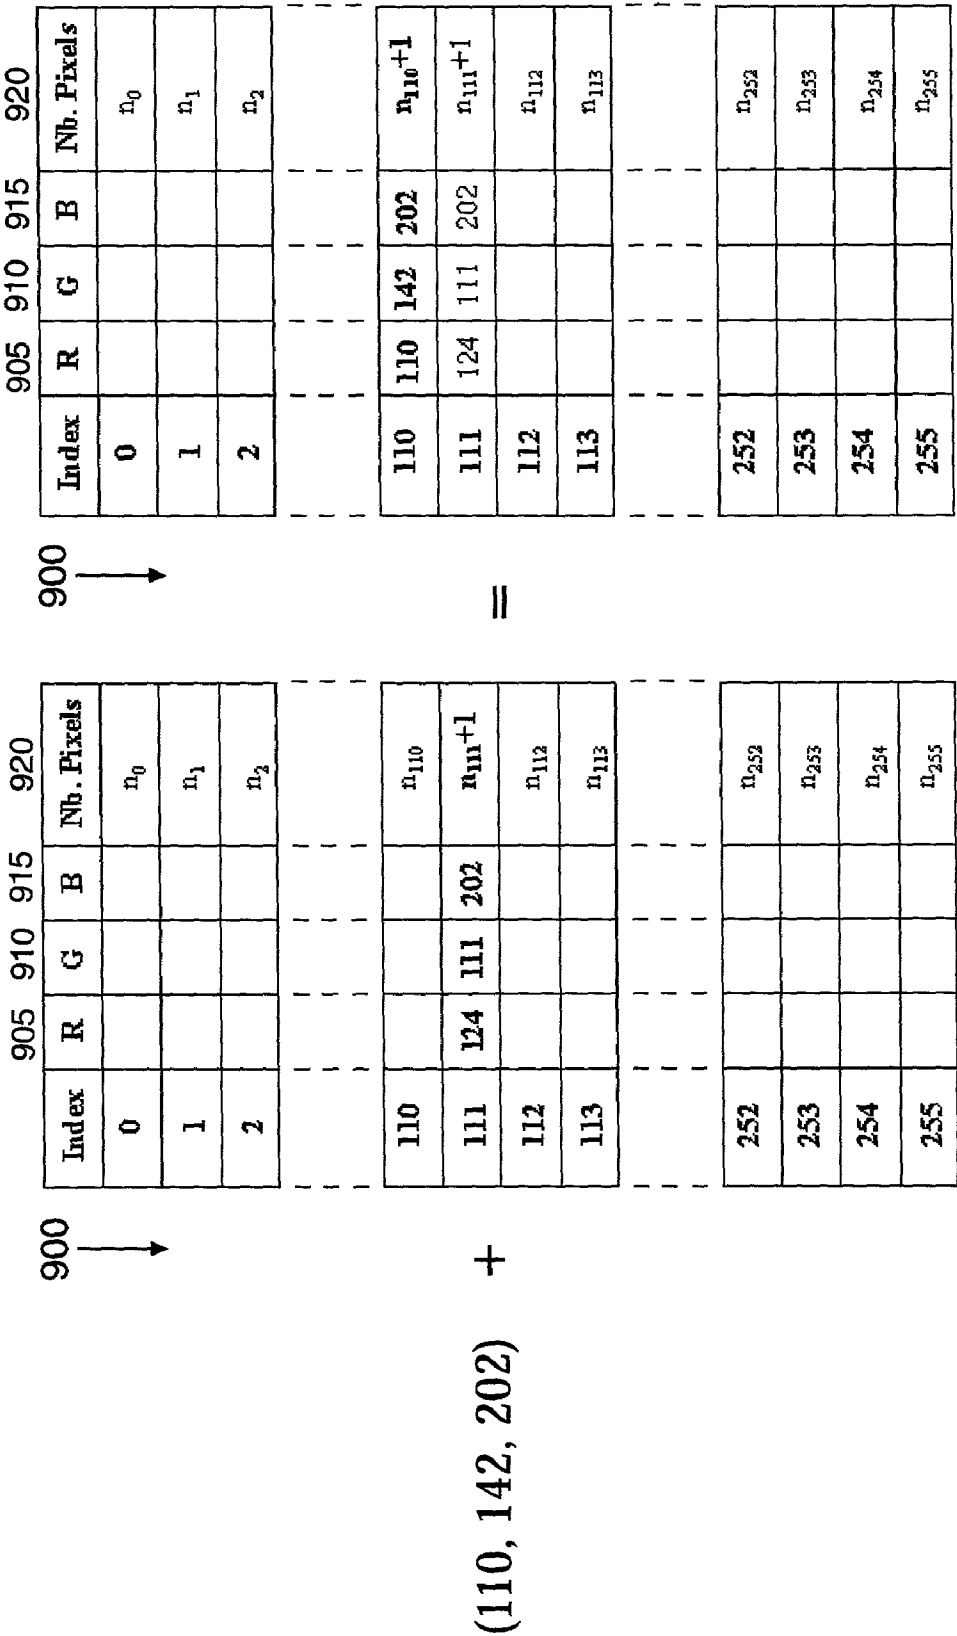 (110, 142, 202) + =
900
905 910 915 920
Index R G B Nb. Pixels
0 n₀
1 n₁
2 n₂
110 n₁₁₀
111 124 111 202 n₁₁₁+1
112 n₁₁₂
113 n₁₁₃
252 n₂₅₂
253 n₂₅₃
254 n₂₅₄
255 n₂₅₅
900
905 910 915 920
Index R G B Nb. Pixels
0 n₀
1 n₁
2 n₂
110 110 142 202 n₁₁₀+1
111 124 111 202 n₁₁₁+1
112 n₁₁₂
113 n₁₁₃
252 n₂₅₂
253 n₂₅₃
254 n₂₅₄
255 n₂₅₅